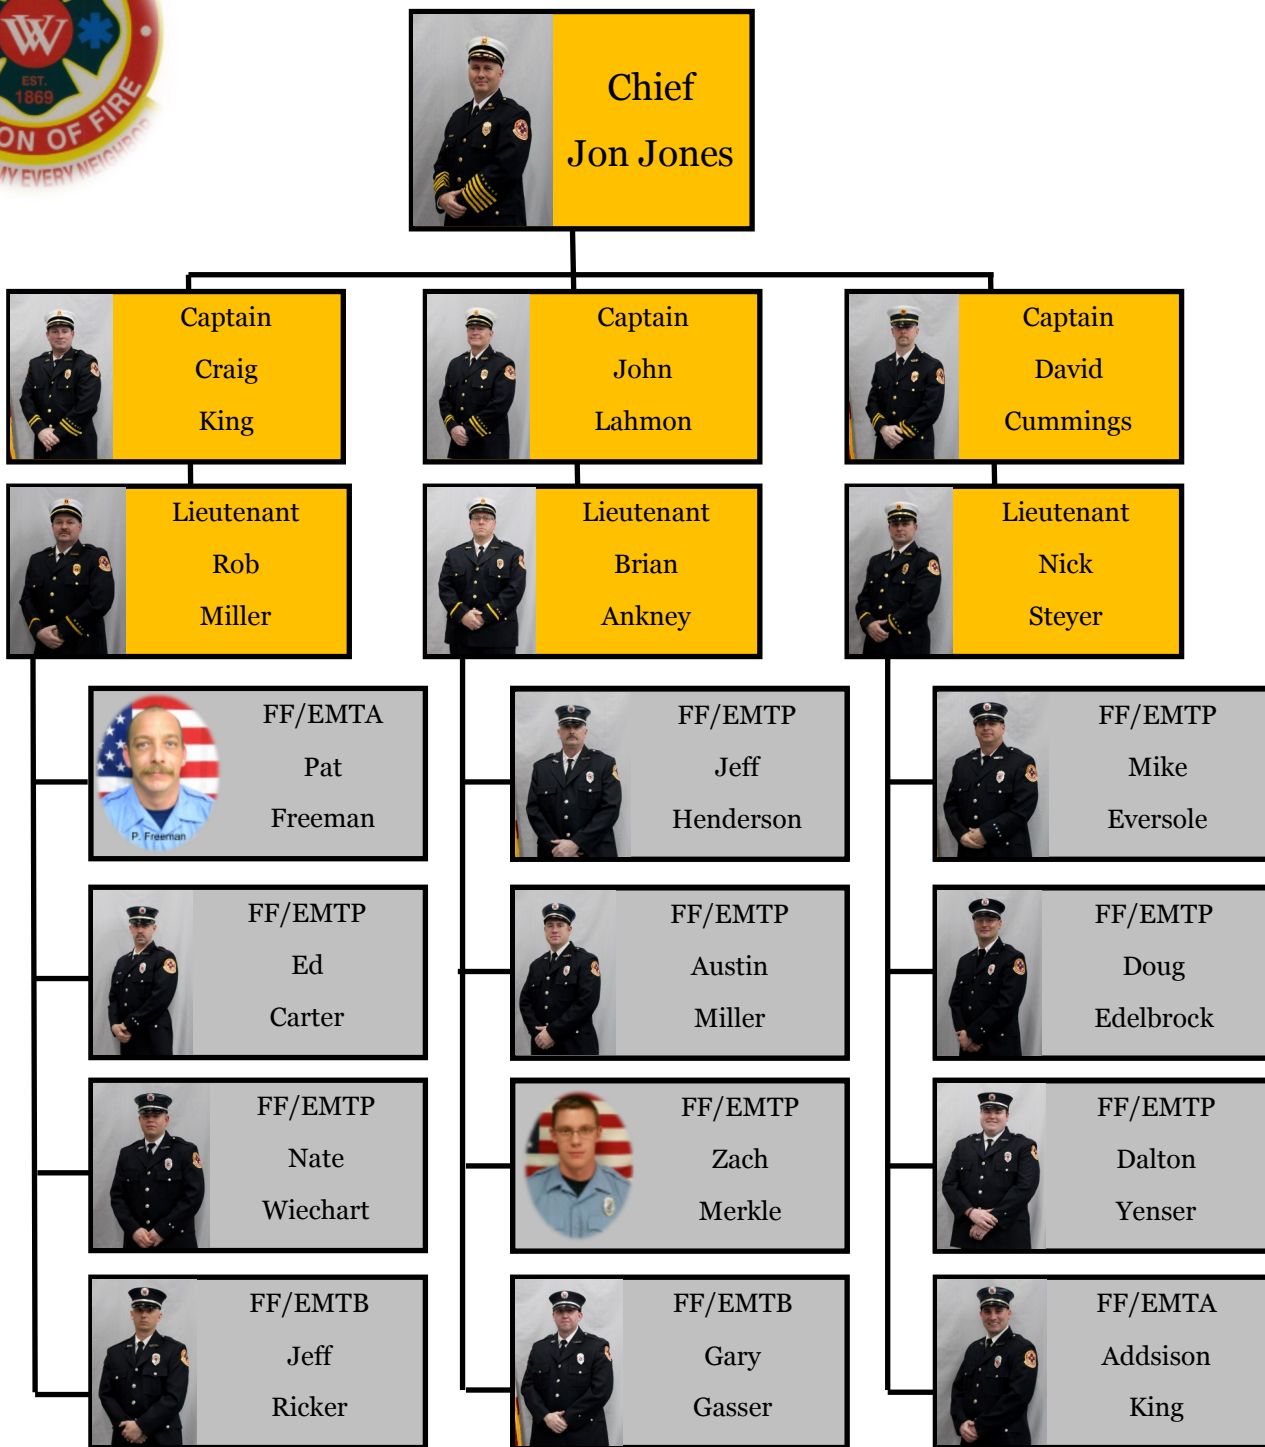 W
EST.
1869
ON OF FIRE
MY EVERY NEIGHBOR
Chief
Jon Jones
Captain
Craig
King
Captain
John
Lahmon
Captain
David
Cummings
Lieutenant
Rob
Miller
Lieutenant
Brian
Ankney
Lieutenant
Nick
Steyer
FF/EMTA
Pat
Freeman
P. Freeman
FF/EMTP
Jeff
Henderson
FF/EMTP
Mike
Eversole
FF/EMTP
Ed
Carter
FF/EMTP
Austin
Miller
FF/EMTP
Doug
Edelbrock
FF/EMTP
Nate
Wiechart
FF/EMTP
Zach
Merkle
FF/EMTP
Dalton
Yenser
FF/EMTB
Jeff
Ricker
FF/EMTB
Gary
Gasser
FF/EMTA
Addsison
King